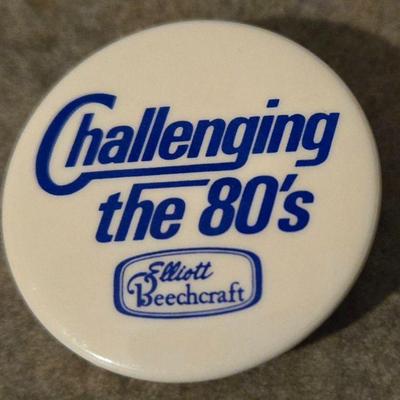 Challenging
the 80's
Elliott
Beechcraft